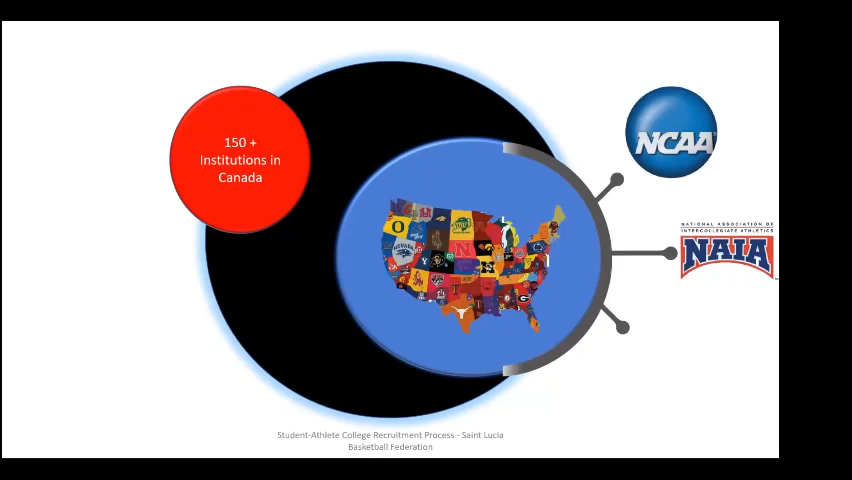 150 +
Institutions in
Canada
NCAA
NATIONAL ASSOCIATION OF
INTERCOLLEGIATE ATHLETICS
NAIA
Student-Athlete College Recruitment Process - Saint Lucia
Basketball Federation